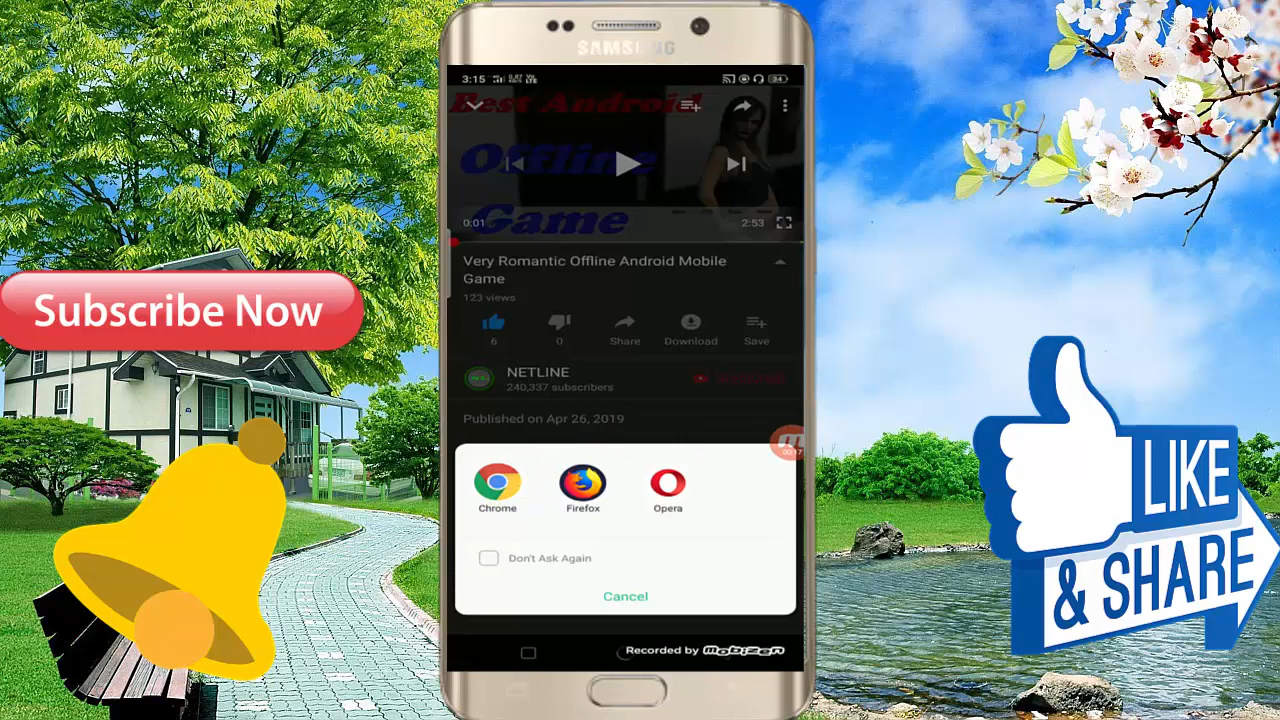 SAMSUNG
3:15
34
Best Android
Offline
Game
0:01
2:53
Very Romantic Offline Android Mobile
Game
123 views
6
0
Share
Download
Save
NETLINE
240,337 subscribers
Published on Apr 26, 2019
Chrome
Firefox
Opera
Don't Ask Again
Cancel
Recorded by mobizen
Subscribe Now
LIKE
& SHARE